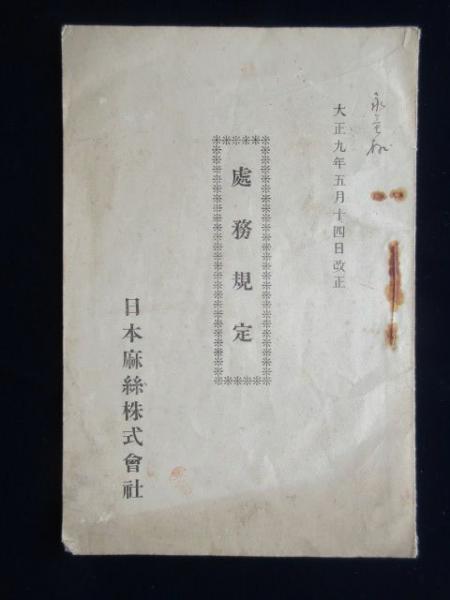 大正九年五月十四日改正
處務規定
日本麻絲株式會社